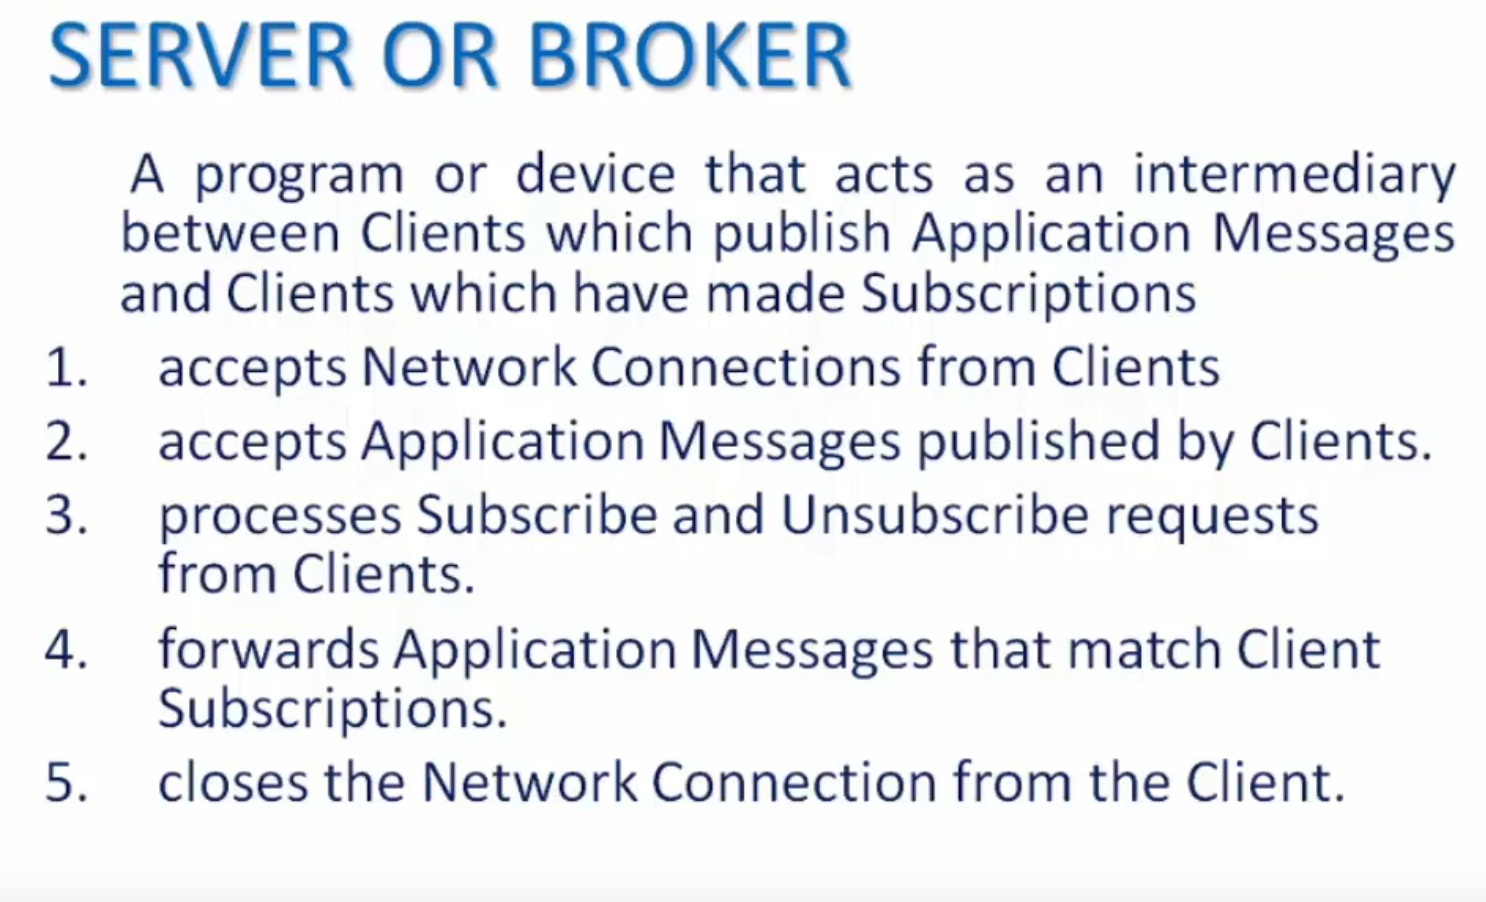 SERVER OR BROKER
A program or device that acts as an intermediary
between Clients which publish Application Messages
and Clients which have made Subscriptions
1. accepts Network Connections from Clients
2. accepts Application Messages published by Clients.
3. processes Subscribe and Unsubscribe requests
from Clients.
4. forwards Application Messages that match Client
Subscriptions.
5. closes the Network Connection from the Client.